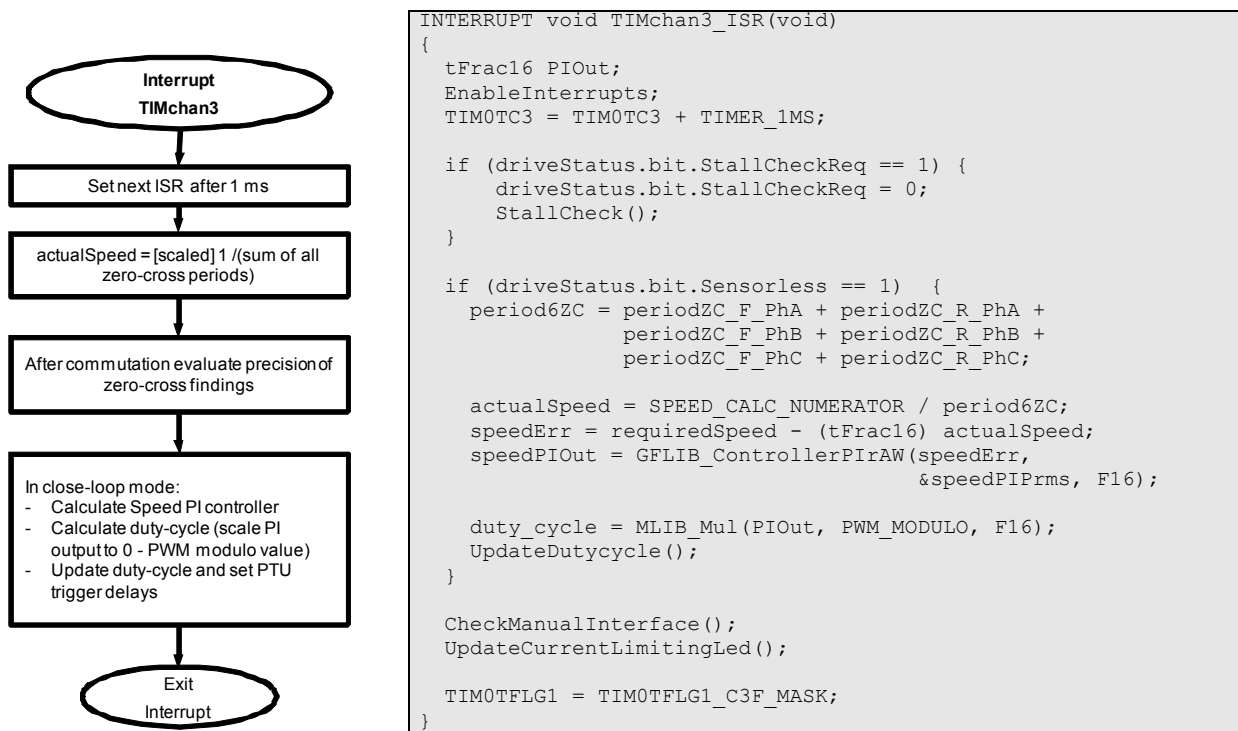 Interrupt
TIMchan3
Set next ISR after 1 ms
actualSpeed = [scaled] 1 /(sum of all
zero-cross periods)
After commutation evaluate precision of
zero-cross findings
In close-loop mode:
- Calculate Speed PI controller
- Calculate duty-cycle (scale PI
output to 0 - PWM modulo value)
- Update duty-cycle and set PTU
trigger delays
Exit
Interrupt
INTERRUPT void TIMchan3_ISR(void)
{
  tFrac16 PIOut;
  EnableInterrupts;
  TIM0TC3 = TIM0TC3 + TIMER_1MS;
  if (driveStatus.bit.StallCheckReq == 1) {
      driveStatus.bit.StallCheckReq = 0;
      StallCheck();
  }
  if (driveStatus.bit.Sensorless == 1)  {
    period6ZC = periodZC_F_PhA + periodZC_R_PhA +
                periodZC_F_PhB + periodZC_R_PhB +
                periodZC_F_PhC + periodZC_R_PhC;
    actualSpeed = SPEED_CALC_NUMERATOR / period6ZC;
    speedErr = requiredSpeed - (tFrac16) actualSpeed;
    speedPIOut = GFLIB_ControllerPIrAW(speedErr,
                                       &speedPIPrms, F16);
    duty_cycle = MLIB_Mul(PIOut, PWM_MODULO, F16);
    UpdateDutycycle();
  }
  CheckManualInterface();
  UpdateCurrentLimitingLed();
  TIM0TFLG1 = TIM0TFLG1_C3F_MASK;
}